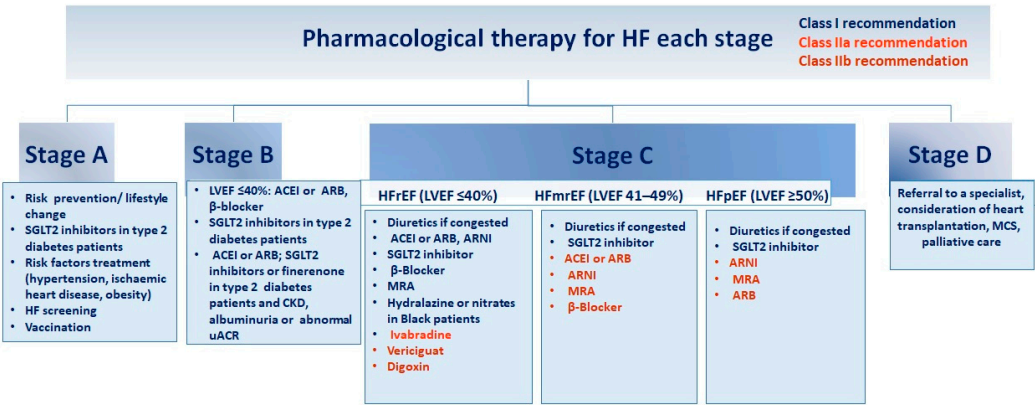 Pharmacological therapy for HF each stage
Class I recommendation
Class IIa recommendation
Class IIb recommendation
Stage A
• Risk prevention/ lifestyle
change
• SGLT2 inhibitors in type 2
diabetes patients
• Risk factors treatment
(hypertension, ischaemic
heart disease, obesity)
• HF screening
• Vaccination
Stage B
• LVEF ≤40%: ACEI or ARB,
β-blocker
• SGLT2 inhibitors in type 2
diabetes patients
• ACEI or ARB; SGLT2
inhibitors or finerenone
in type 2 diabetes
patients and CKD,
albuminuria or abnormal
uACR
Stage C
HFrEF (LVEF ≤40%)
• Diuretics if congested
• ACEI or ARB, ARNI
• SGLT2 inhibitor
• β-Blocker
• MRA
• Hydralazine or nitrates
in Black patients
• Ivabradine
• Vericiguat
• Digoxin
HFmrEF (LVEF 41–49%)
• Diuretics if congested
• SGLT2 inhibitor
• ACEI or ARB
• ARNI
• MRA
• β-Blocker
HFpEF (LVEF ≥50%)
• Diuretics if congested
• SGLT2 inhibitor
• ARNI
• MRA
• ARB
Stage D
Referral to a specialist,
consideration of heart
transplantation, MCS,
palliative care